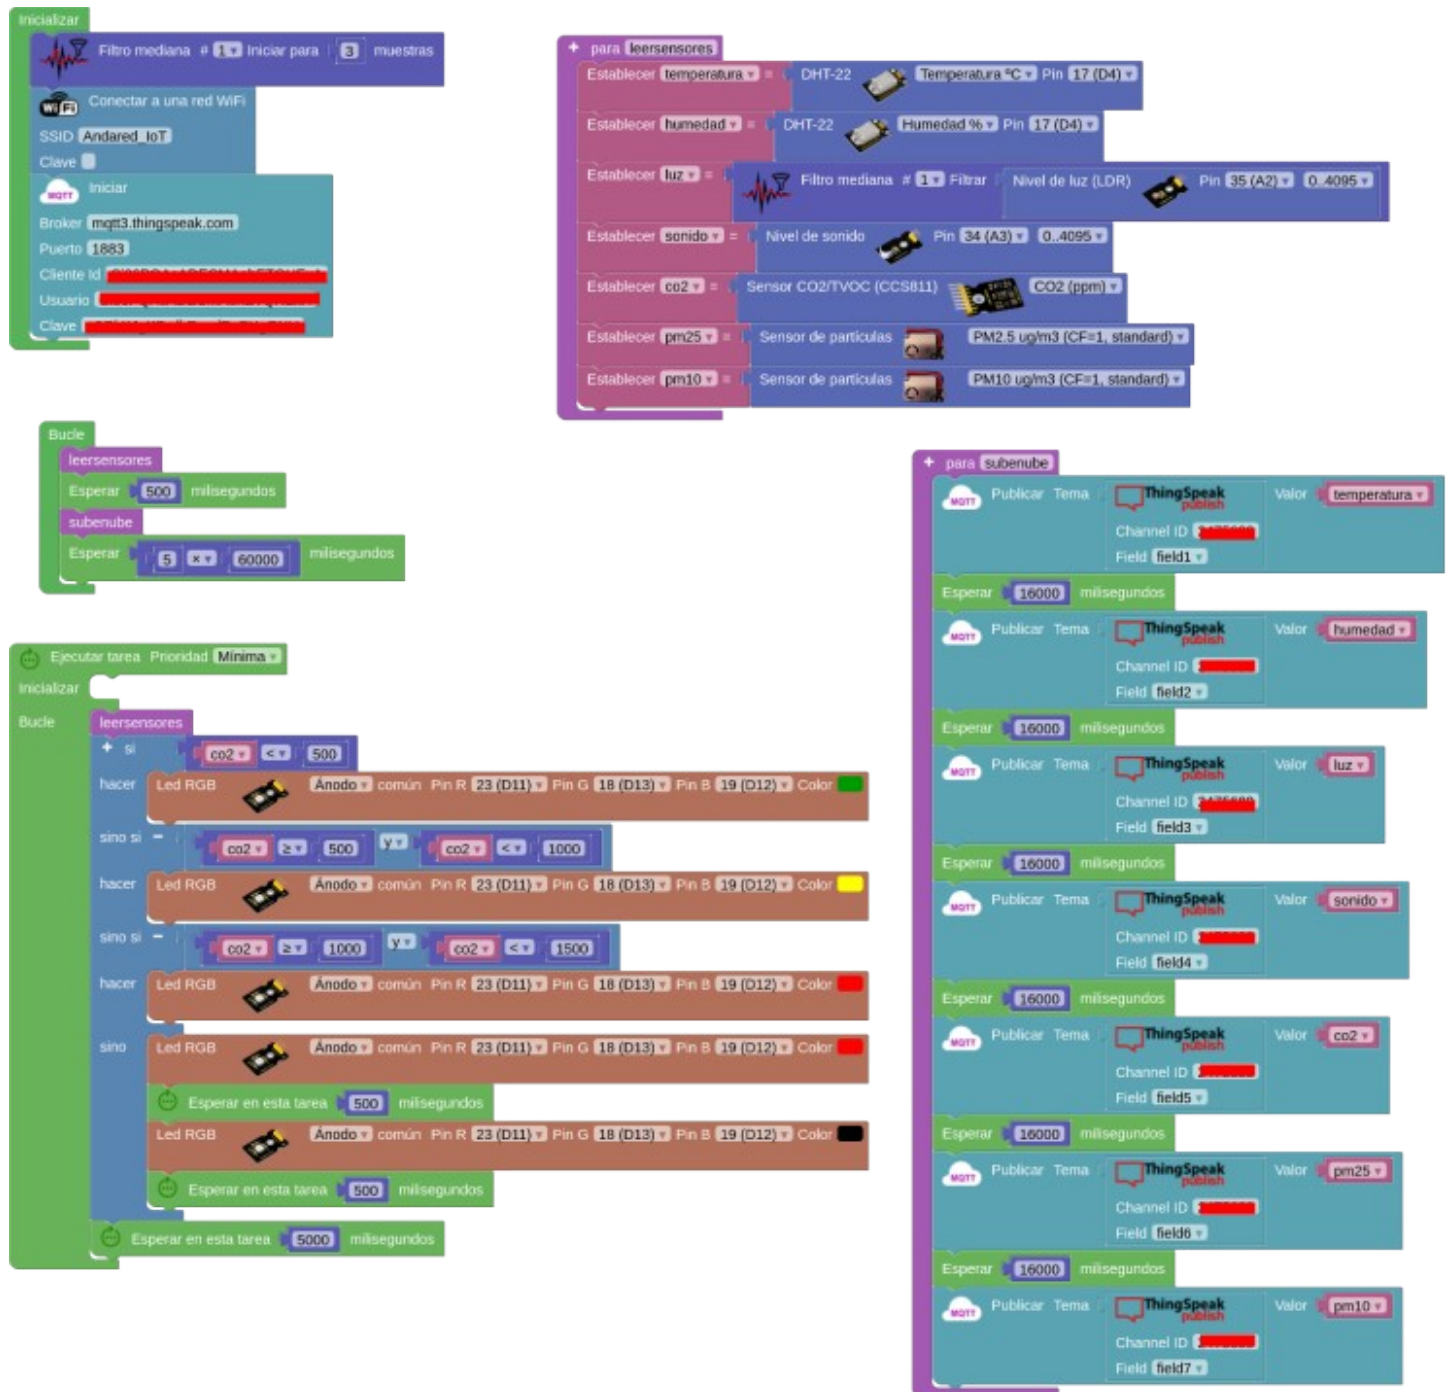 Inicializar
Filtro mediana # 1 Iniciar para 3 muestras
WiFi Conectar a una red WiFi
SSID Andared_IoT
Clave
MQTT Iniciar
Broker mqtt3.thingspeak.com
Puerto 1883
Cliente Id
Usuario
Clave
+ para leersensores
Establecer temperatura = DHT-22 Temperatura ºC Pin 17 (D4)
Establecer humedad = DHT-22 Humedad % Pin 17 (D4)
Establecer luz = Filtro mediana # 1 Filtrar Nivel de luz (LDR) Pin 35 (A2) 0..4095
Establecer sonido = Nivel de sonido Pin 34 (A3) 0..4095
Establecer co2 = Sensor CO2/TVOC (CCS811) CO2 (ppm)
Establecer pm25 = Sensor de partículas PM2.5 ug/m3 (CF=1, standard)
Establecer pm10 = Sensor de partículas PM10 ug/m3 (CF=1, standard)
Bucle
leersensores
Esperar 500 milisegundos
subenube
Esperar 5 × 60000 milisegundos
Ejecutar tarea Prioridad Mínima
Inicializar
Bucle leersensores
+ si co2 < 500
hacer Led RGB Ánodo común Pin R 23 (D11) Pin G 18 (D13) Pin B 19 (D12) Color
sino si − co2 ≥ 500 y co2 < 1000
hacer Led RGB Ánodo común Pin R 23 (D11) Pin G 18 (D13) Pin B 19 (D12) Color
sino si − co2 ≥ 1000 y co2 < 1500
hacer Led RGB Ánodo común Pin R 23 (D11) Pin G 18 (D13) Pin B 19 (D12) Color
sino Led RGB Ánodo común Pin R 23 (D11) Pin G 18 (D13) Pin B 19 (D12) Color
Esperar en esta tarea 500 milisegundos
Led RGB Ánodo común Pin R 23 (D11) Pin G 18 (D13) Pin B 19 (D12) Color
Esperar en esta tarea 500 milisegundos
Esperar en esta tarea 5000 milisegundos
+ para subenube
MQTT Publicar Tema ThingSpeak publish Valor temperatura
Channel ID
Field field1
Esperar 16000 milisegundos
MQTT Publicar Tema ThingSpeak publish Valor humedad
Channel ID
Field field2
Esperar 16000 milisegundos
MQTT Publicar Tema ThingSpeak publish Valor luz
Channel ID
Field field3
Esperar 16000 milisegundos
MQTT Publicar Tema ThingSpeak publish Valor sonido
Channel ID
Field field4
Esperar 16000 milisegundos
MQTT Publicar Tema ThingSpeak publish Valor co2
Channel ID
Field field5
Esperar 16000 milisegundos
MQTT Publicar Tema ThingSpeak publish Valor pm25
Channel ID
Field field6
Esperar 16000 milisegundos
MQTT Publicar Tema ThingSpeak publish Valor pm10
Channel ID
Field field7